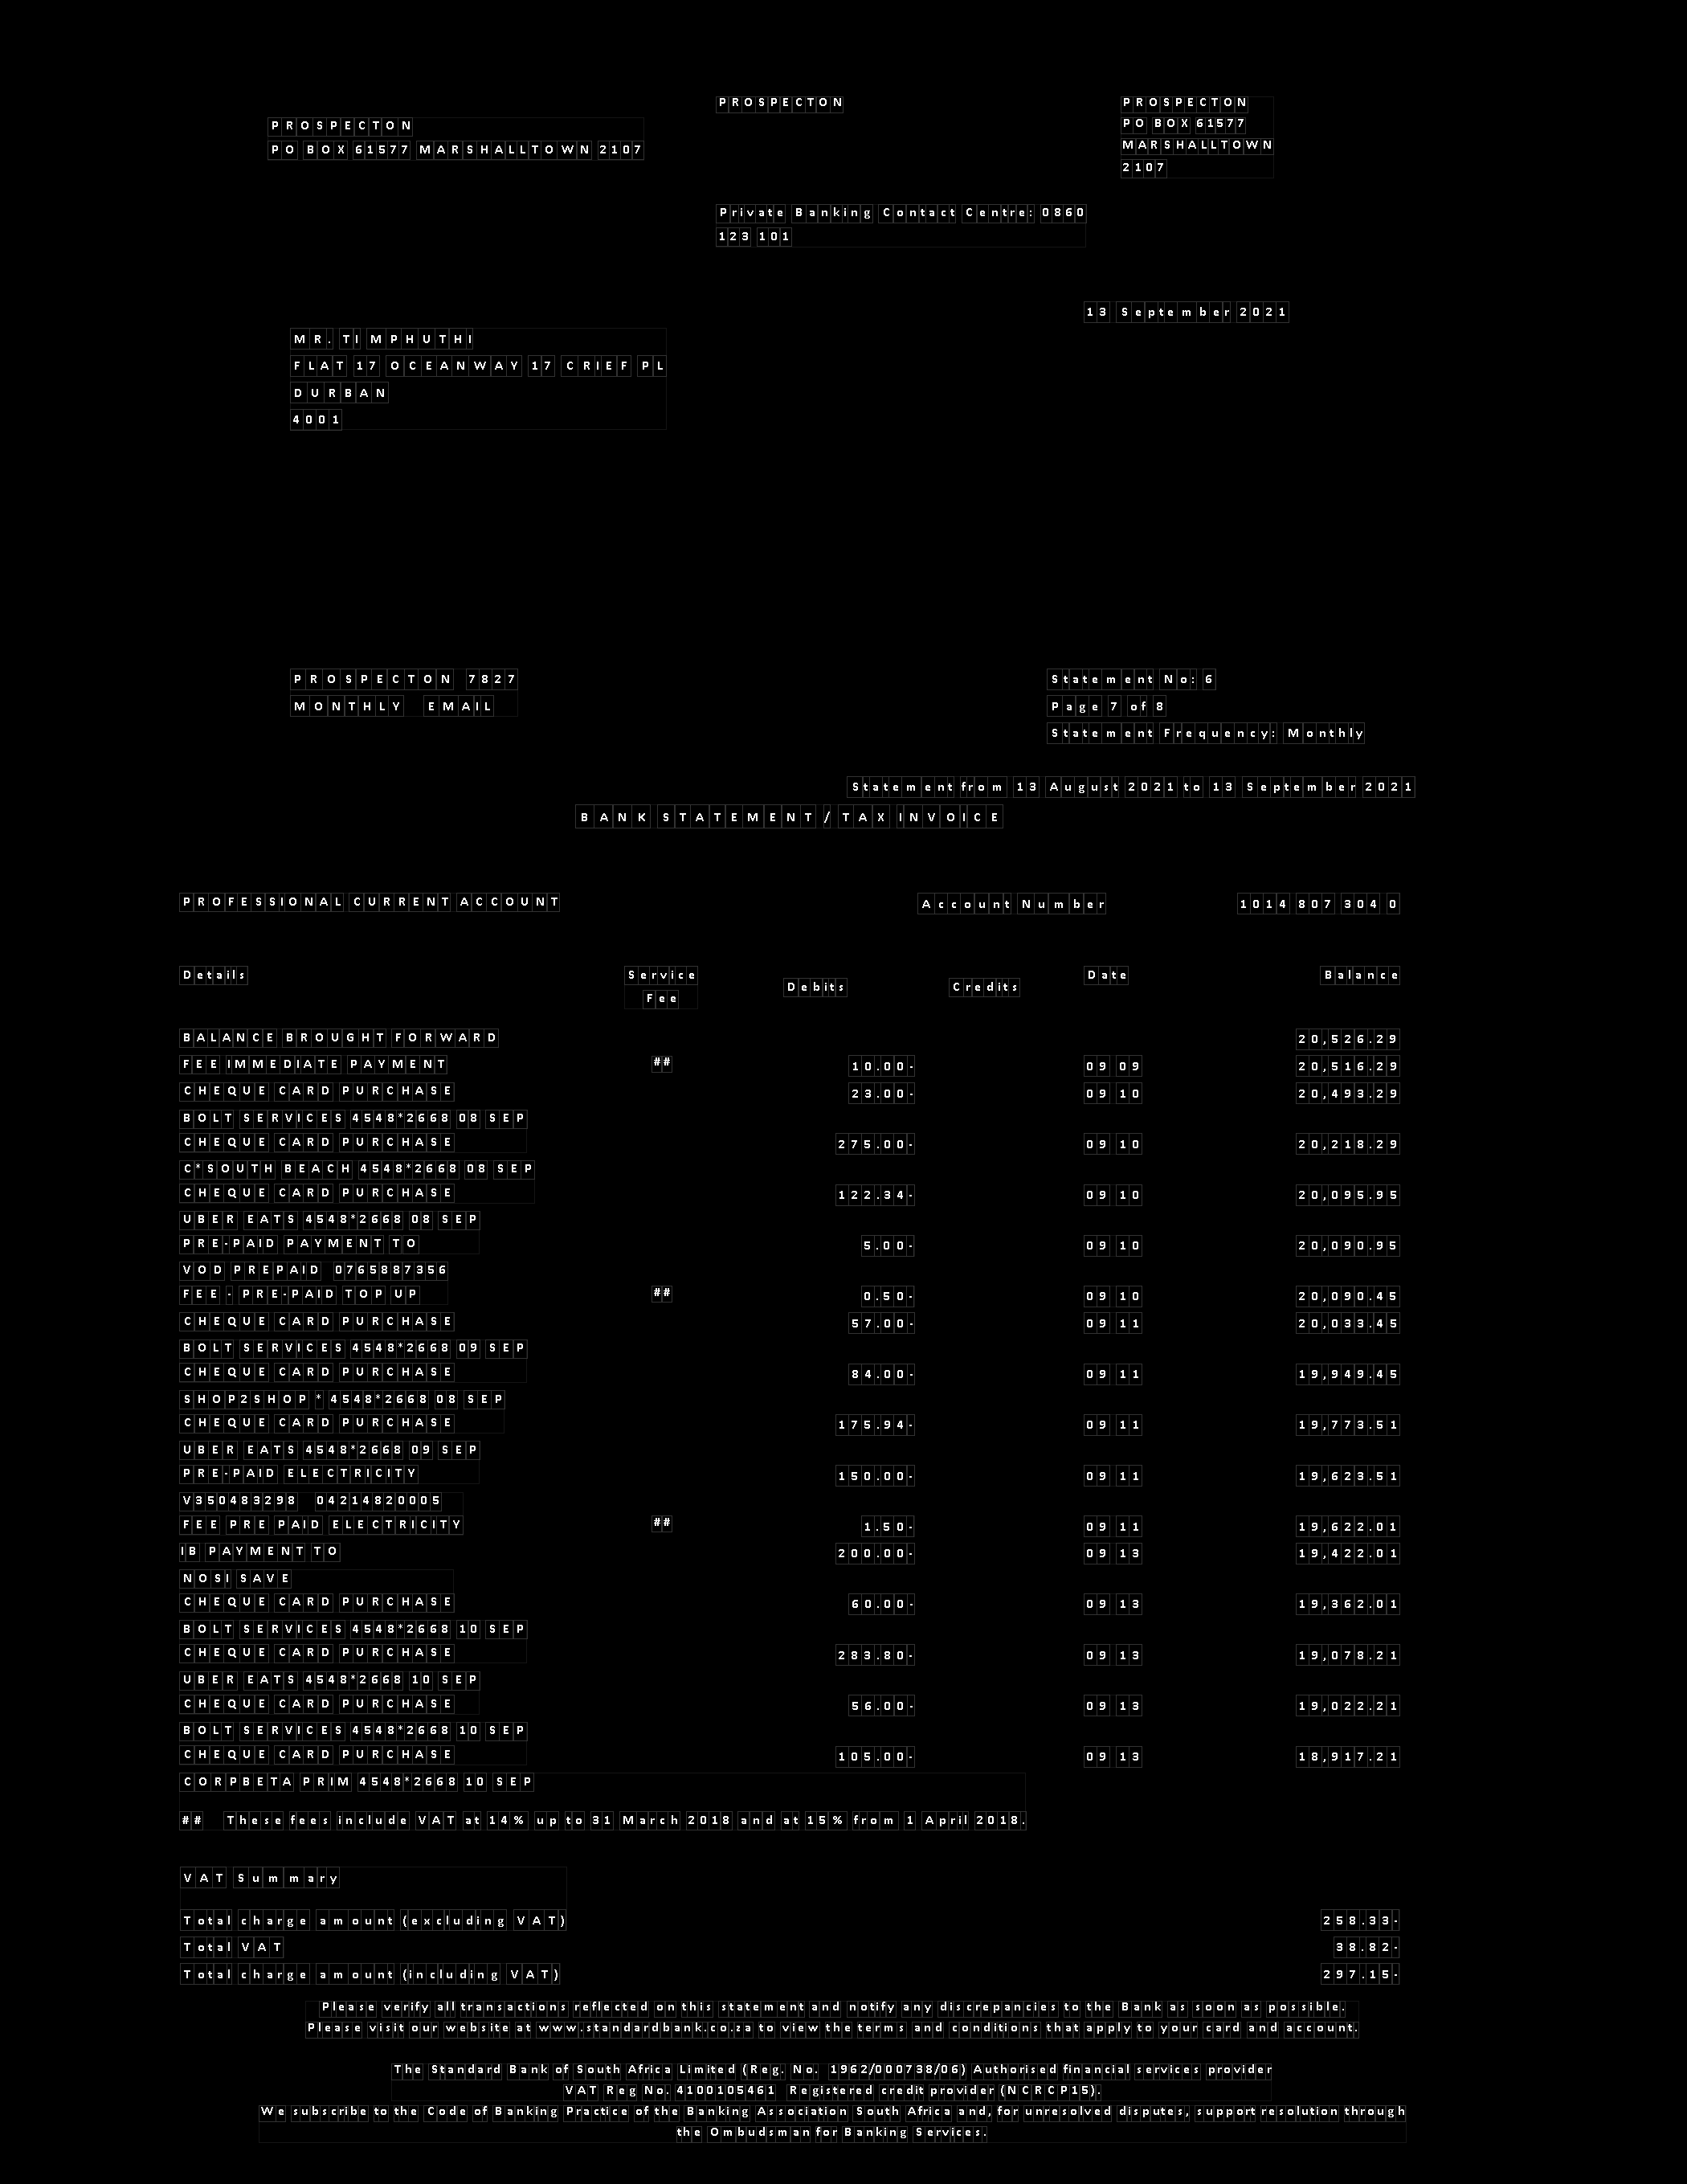 PROSPECTON
PO BOX 61577 MARSHALLTOWN 2107
PROSPECTON
PROSPECTON
PO BOX 61577
MARSHALLTOWN
2107
Private Banking Contact Centre: 0860
123 101
13 September 2021
MR. TI MPHUTHI
FLAT 17 OCEANWAY 17 CRIEF PL
DURBAN
4001
PROSPECTON 7827
MONTHLY EMAIL
Statement No: 6
Page 7 of 8
Statement Frequency: Monthly
Statement from 13 August 2021 to 13 September 2021
BANK STATEMENT / TAX INVOICE
PROFESSIONAL CURRENT ACCOUNT Account Number 1014 807 304 0
Details Service Fee Debits Credits Date Balance
BALANCE BROUGHT FORWARD 20,526.29
FEE IMMEDIATE PAYMENT ## 10.00- 09 09 20,516.29
CHEQUE CARD PURCHASE 23.00- 09 10 20,493.29
BOLT SERVICES 4548*2668 08 SEP
CHEQUE CARD PURCHASE 275.00- 09 10 20,218.29
C*SOUTH BEACH 4548*2668 08 SEP
CHEQUE CARD PURCHASE 122.34- 09 10 20,095.95
UBER EATS 4548*2668 08 SEP
PRE-PAID PAYMENT TO 5.00- 09 10 20,090.95
VOD PREPAID 0765887356
FEE - PRE-PAID TOP UP ## 0.50- 09 10 20,090.45
CHEQUE CARD PURCHASE 57.00- 09 11 20,033.45
BOLT SERVICES 4548*2668 09 SEP
CHEQUE CARD PURCHASE 84.00- 09 11 19,949.45
SHOP2SHOP * 4548*2668 08 SEP
CHEQUE CARD PURCHASE 175.94- 09 11 19,773.51
UBER EATS 4548*2668 09 SEP
PRE-PAID ELECTRICITY 150.00- 09 11 19,623.51
V350483298 04214820005
FEE PRE PAID ELECTRICITY ## 1.50- 09 11 19,622.01
IB PAYMENT TO 200.00- 09 13 19,422.01
NOSI SAVE
CHEQUE CARD PURCHASE 60.00- 09 13 19,362.01
BOLT SERVICES 4548*2668 10 SEP
CHEQUE CARD PURCHASE 283.80- 09 13 19,078.21
UBER EATS 4548*2668 10 SEP
CHEQUE CARD PURCHASE 56.00- 09 13 19,022.21
BOLT SERVICES 4548*2668 10 SEP
CHEQUE CARD PURCHASE 105.00- 09 13 18,917.21
CORPBETA PRIM 4548*2668 10 SEP
## These fees include VAT at 14% up to 31 March 2018 and at 15% from 1 April 2018.
VAT Summary
Total charge amount (excluding VAT) 258.33-
Total VAT 38.82-
Total charge amount (including VAT) 297.15-
Please verify all transactions reflected on this statement and notify any discrepancies to the Bank as soon as possible.
Please visit our website at www.standardbank.co.za to view the terms and conditions that apply to your card and account.
The Standard Bank of South Africa Limited (Reg. No. 1962/000738/06) Authorised financial services provider
VAT Reg No. 4100105461 Registered credit provider (NCRCP15).
We subscribe to the Code of Banking Practice of the Banking Association South Africa and, for unresolved disputes, support resolution through
the Ombudsman for Banking Services.